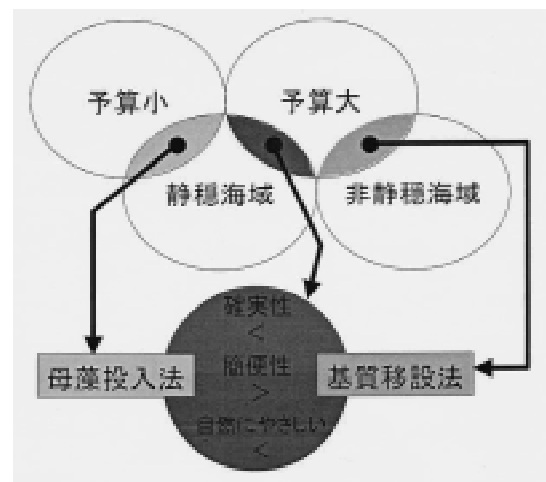 予算小
予算大
静穏海域
非静穏海域
確実性
<
簡便性
>
自然にやさしい
<
母藻投入法
基質移設法